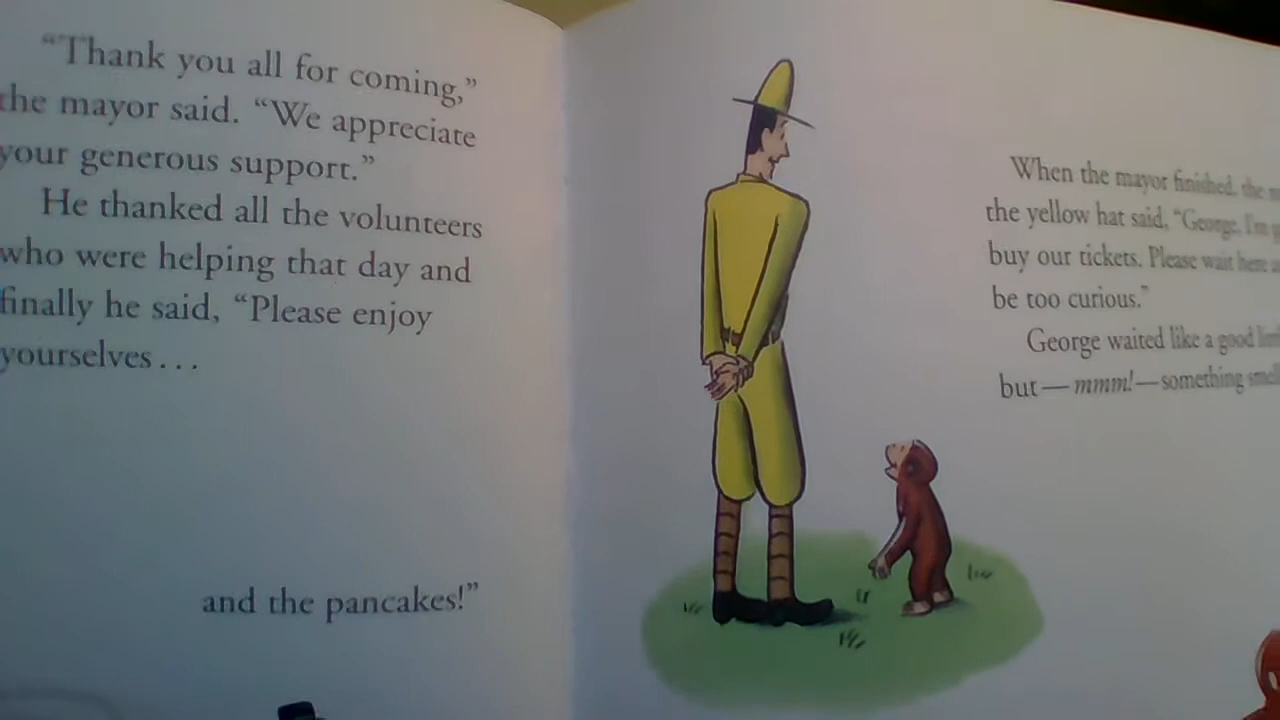 “Thank you all for coming,”
the mayor said. “We appreciate
your generous support.”
He thanked all the volunteers
who were helping that day and
finally he said, “Please enjoy
yourselves...
and the pancakes!”
When the mayor finished, the
the yellow hat said, “George, I'm
buy our tickets. Please wait here
be too curious.”
George waited like a good
but—mmm!—something